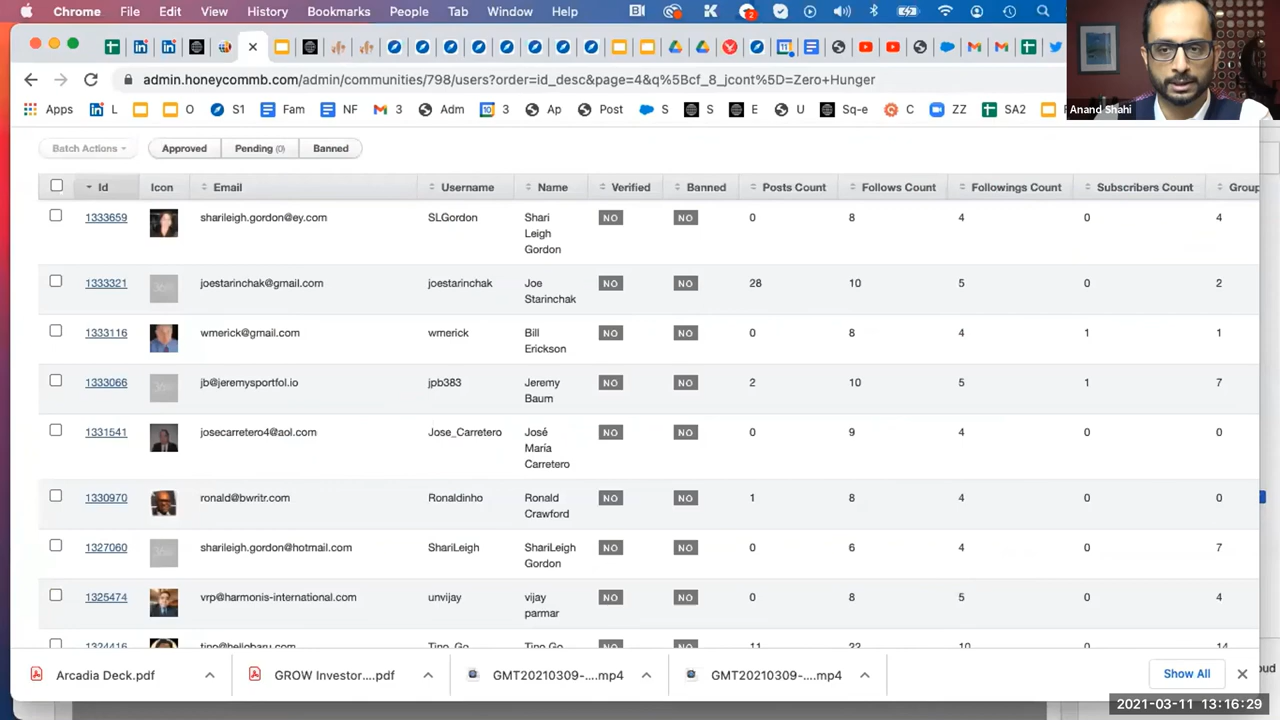 Chrome File Edit View History Bookmarks People Tab Window Help 2
admin.honeycommb.com/admin/communities/798/users?order=id_desc&page=4&q%5Bcf_8_jcont%5D=Zero+Hunger
Apps L O S1 Fam NF 3 Adm 3 Ap Post S S E U Sq-e C ZZ SA2
Anand Shahi
Batch Actions Approved Pending (0) Banned
Id Icon Email Username Name Verified Banned Posts Count Follows Count Followings Count Subscribers Count Group
1333659 sharileigh.gordon@ey.com SLGordon Shari NO NO 0 8 4 0 4
Leigh
Gordon
1333321 joestarinchak@gmail.com joestarinchak Joe NO NO 28 10 5 0 2
Starinchak
1333116 wmerick@gmail.com wmerick Bill NO NO 0 8 4 1 1
Erickson
1333066 jb@jeremysportfol.io jpb383 Jeremy NO NO 2 10 5 1 7
Baum
1331541 josecarretero4@aol.com Jose_Carretero José NO NO 0 9 4 0 0
María
Carretero
1330970 ronald@bwritr.com Ronaldinho Ronald NO NO 1 8 4 0 0
Crawford
1327060 sharileigh.gordon@hotmail.com ShariLeigh ShariLeigh NO NO 0 6 4 0 7
Gordon
1325474 vrp@harmonis-international.com unvijay vijay NO NO 0 8 5 0 4
parmar
Arcadia Deck.pdf GROW Investor....pdf GMT20210309-....mp4 GMT20210309-....mp4 Show All
2021-03-11 13:16:29